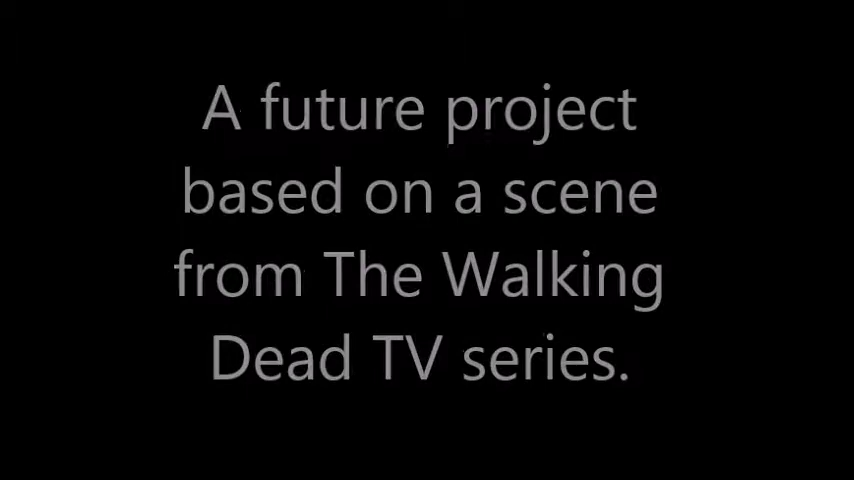 A future project
based on a scene
from The Walking
Dead TV series.